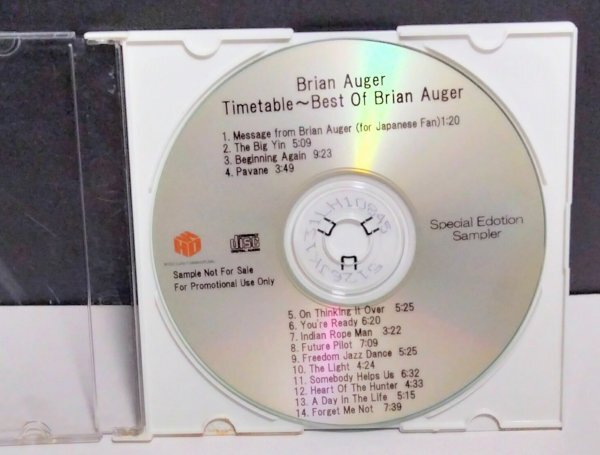 Brian Auger
Timetable~Best Of Brian Auger
1. Message from Brian Auger (for Japanese Fan)1:20
2. The Big Yin 5:09
3. Beginning Again 9:23
4. Pavane 3:49
Special Edotion
Sampler
disc
Sample Not For Sale
For Promotional Use Only
5. On Thinking It Over 5:25
6. You're Ready 6:20
7. Indian Rope Man 3:22
8. Future Pilot 7:09
9. Freedom Jazz Dance 5:25
10. The Light 4:24
11. Somebody Helps Us 6:32
12. Heart Of The Hunter 4:33
13. A Day In The Life 5:15
14. Forget Me Not 7:39